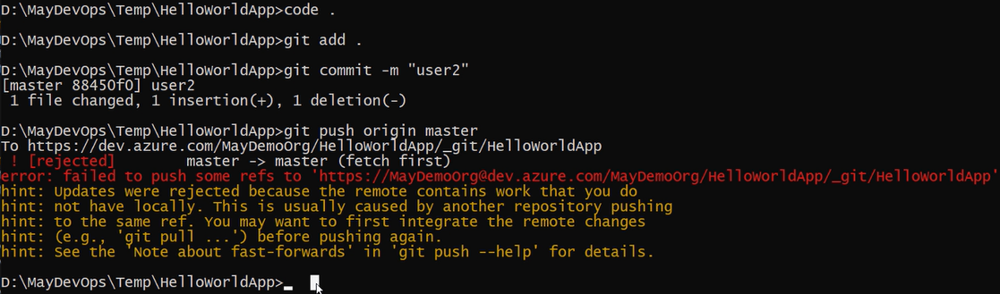 D:\MayDevOps\Temp\HelloWorldApp>code .
D:\MayDevOps\Temp\HelloWorldApp>git add .
D:\MayDevOps\Temp\HelloWorldApp>git commit -m "user2"
[master 88450f0] user2
 1 file changed, 1 insertion(+), 1 deletion(-)
D:\MayDevOps\Temp\HelloWorldApp>git push origin master
To https://dev.azure.com/MayDemoOrg/HelloWorldApp/_git/HelloWorldApp
 ! [rejected]        master -> master (fetch first)
error: failed to push some refs to 'https://MayDemoOrg@dev.azure.com/MayDemoOrg/HelloWorldApp/_git/HelloWorldApp'
hint: Updates were rejected because the remote contains work that you do
hint: not have locally. This is usually caused by another repository pushing
hint: to the same ref. You may want to first integrate the remote changes
hint: (e.g., 'git pull ...') before pushing again.
hint: See the 'Note about fast-forwards' in 'git push --help' for details.
D:\MayDevOps\Temp\HelloWorldApp>